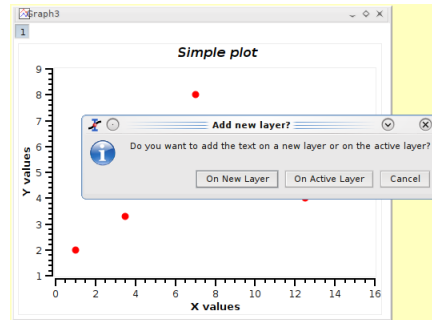 Graph3
1
Simple plot
9
8
7
Add new layer?
Do you want to add the text on a new layer or on the active layer?
On New Layer
On Active Layer
Cancel
Y values
4
3
2
1
0 2 4 6 8 10 12 14 16
X values